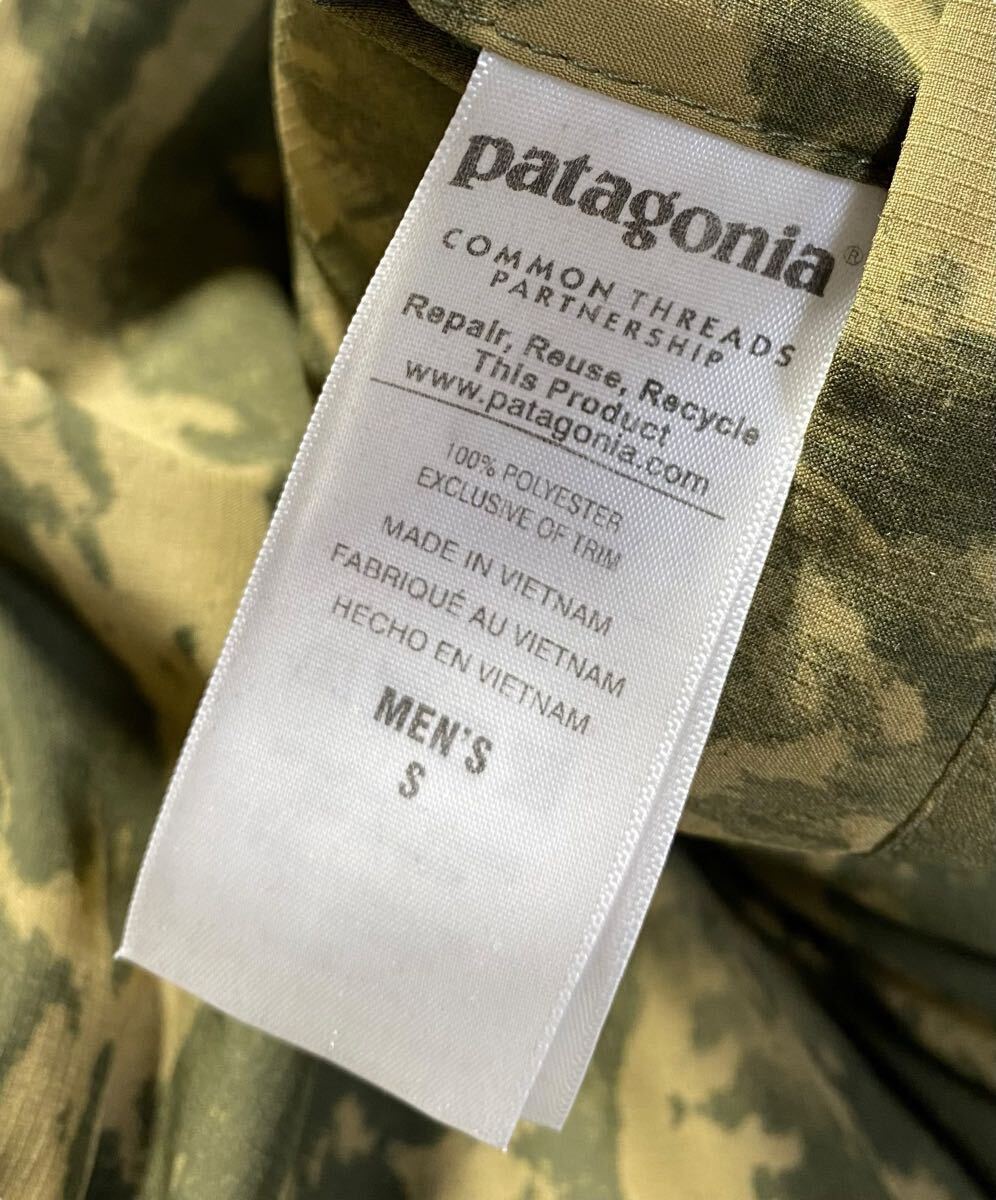 patagonia®
COMMON THREADS
PARTNERSHIP
Repair, Reuse, Recycle
This Product
www.patagonia.com
100% POLYESTER
EXCLUSIVE OF TRIM
MADE IN VIETNAM
FABRIQUÉ AU VIETNAM
HECHO EN VIETNAM
MEN'S
S